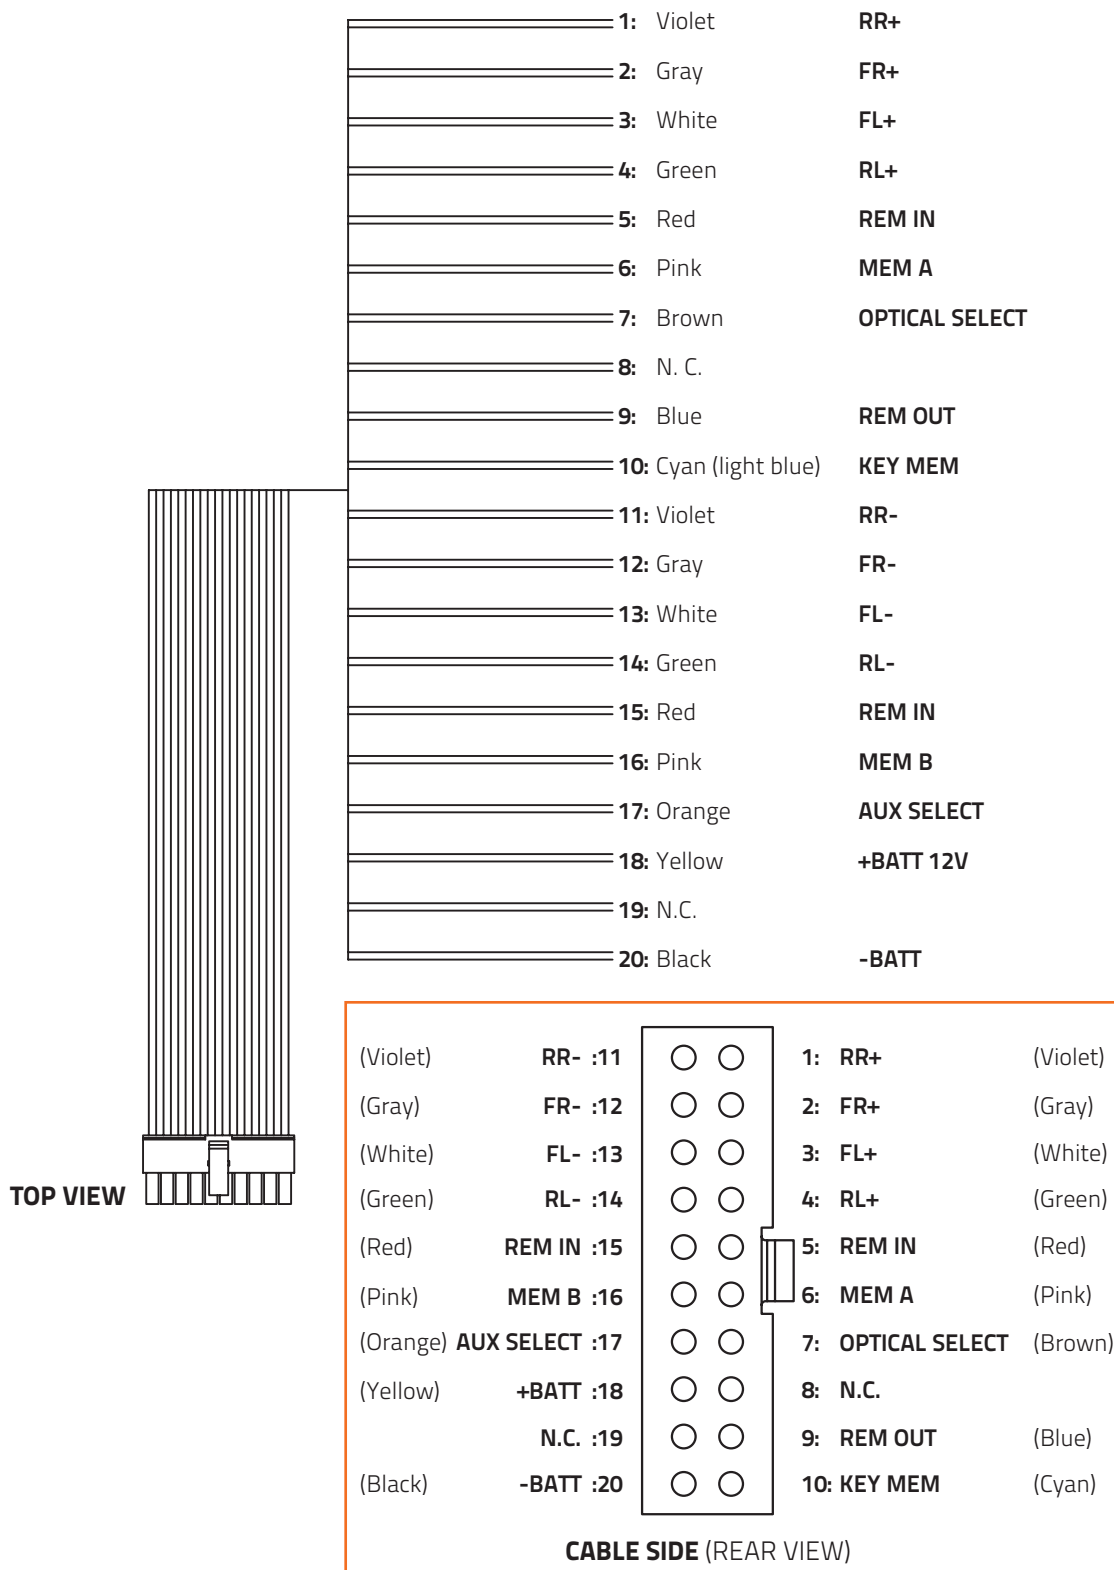 1: Violet RR+
2: Gray FR+
3: White FL+
4: Green RL+
5: Red REM IN
6: Pink MEM A
7: Brown OPTICAL SELECT
8: N. C.
9: Blue REM OUT
10: Cyan (light blue) KEY MEM
11: Violet RR-
12: Gray FR-
13: White FL-
14: Green RL-
15: Red REM IN
16: Pink MEM B
17: Orange AUX SELECT
18: Yellow +BATT 12V
19: N.C.
20: Black -BATT
TOP VIEW
(Violet) RR- :11 1: RR+ (Violet)
(Gray) FR- :12 2: FR+ (Gray)
(White) FL- :13 3: FL+ (White)
(Green) RL- :14 4: RL+ (Green)
(Red) REM IN :15 5: REM IN (Red)
(Pink) MEM B :16 6: MEM A (Pink)
(Orange) AUX SELECT :17 7: OPTICAL SELECT (Brown)
(Yellow) +BATT :18 8: N.C.
N.C. :19 9: REM OUT (Blue)
(Black) -BATT :20 10: KEY MEM (Cyan)
CABLE SIDE (REAR VIEW)